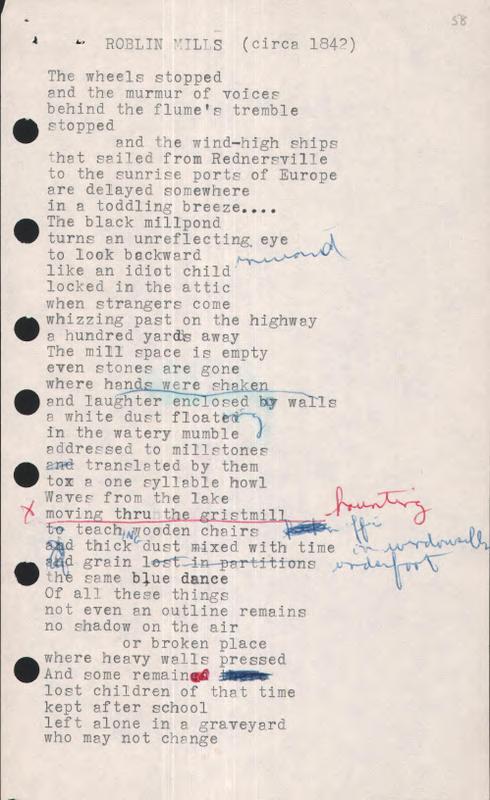 58
ROBLIN MILLS (circa 1842)
The wheels stopped
and the murmur of voices
behind the flume's tremble
stopped
and the wind-high ships
that sailed from Rednersville
to the sunrise ports of Europe
are delayed somewhere
in a toddling breeze....
The black millpond
turns an unreflecting eye
to look backward inward
like an idiot child
locked in the attic
when strangers come
whizzing past on the highway
a hundred yards away
The mill space is empty
even stones are gone
where hands were shaken
and laughter enclosed by walls
a white dust floated ing
in the watery mumble
addressed to millstones
and translated by them
tox a one syllable howl
Waves from the lake
X moving thru the gristmill haunting
to teach ing wooden chairs
and thick dust mixed with time in windowsills
and grain lost in partitions underfoot
the same blue dance
Of all these things
not even an outline remains
no shadow on the air
or broken place
where heavy walls pressed
And some remained
lost children of that time
kept after school
left alone in a graveyard
who may not change